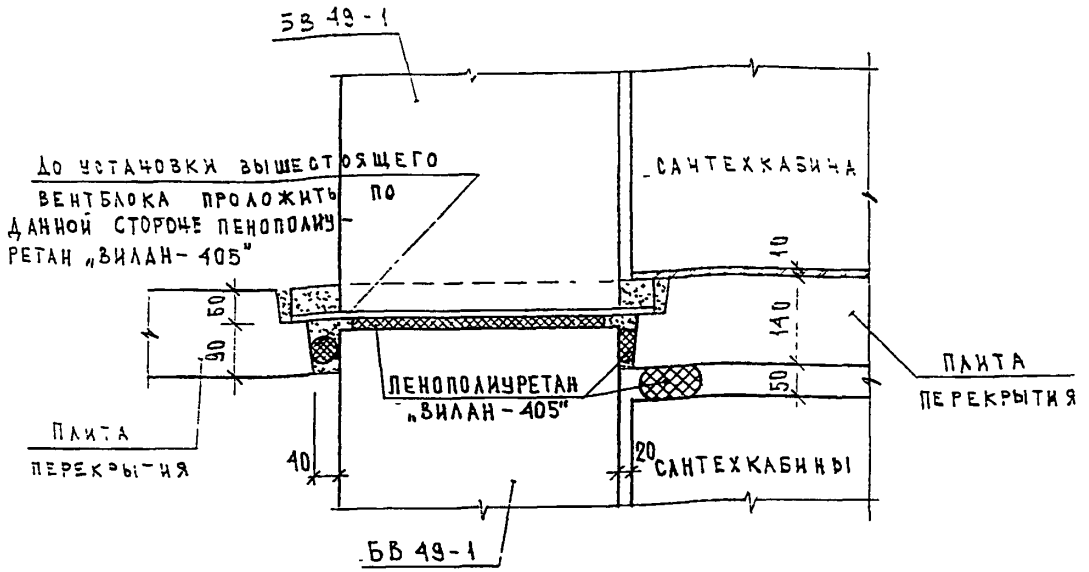 БВ 49-1
ДО УСТАНОВКИ ВЫШЕСТОЯЩЕГО
ВЕНТБЛОКА ПРОЛОЖИТЬ ПО
ДАННОЙ СТОРОНЕ ПЕНОПОЛИУ
РЕТАН „ВИЛАН-405"
САНТЕХКАБИНА
10
60
90
140
50
ПЕНОПОЛИУРЕТАН
„ВИЛАН-405"
ПЛИТА
ПЕРЕКРЫТИЯ
ПЛИТА
ПЕРЕКРЫТИЯ
40
20
САНТЕХКАБИНЫ
БВ 49-1